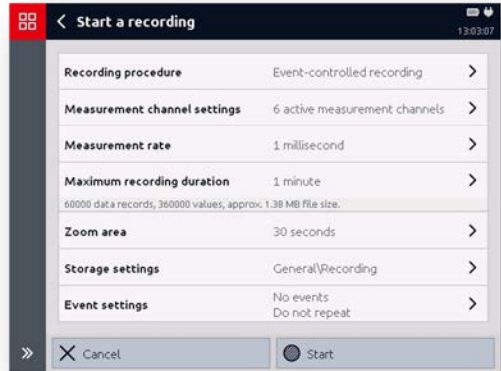 Start a recording
13:03:07
Recording procedure Event-controlled recording
Measurement channel settings 6 active measurement channels
Measurement rate 1 millisecond
Maximum recording duration 1 minute
60000 data records, 360000 values, approx. 1.38 MB file size.
Zoom area 30 seconds
Storage settings General\Recording
Event settings No events
Do not repeat
Cancel Start